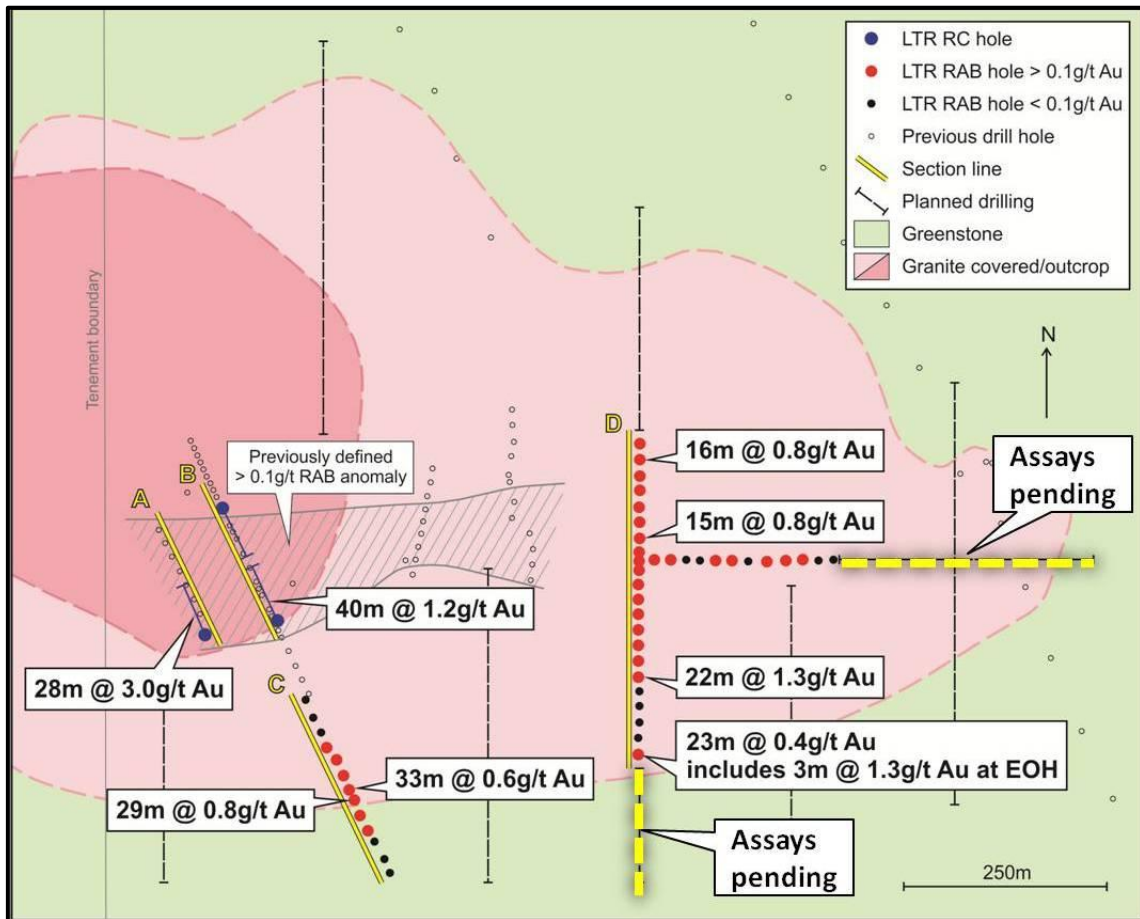 LTR RC hole
LTR RAB hole > 0.1g/t Au
LTR RAB hole < 0.1g/t Au
Previous drill hole
Section line
Planned drilling
Greenstone
Granite covered/outcrop
Tenement boundary
N
D
16m @ 0.8g/t Au
Previously defined
> 0.1g/t RAB anomaly
B
A
Assays
pending
15m @ 0.8g/t Au
40m @ 1.2g/t Au
28m @ 3.0g/t Au
C
22m @ 1.3g/t Au
23m @ 0.4g/t Au
includes 3m @ 1.3g/t Au at EOH
33m @ 0.6g/t Au
29m @ 0.8g/t Au
Assays
pending
250m